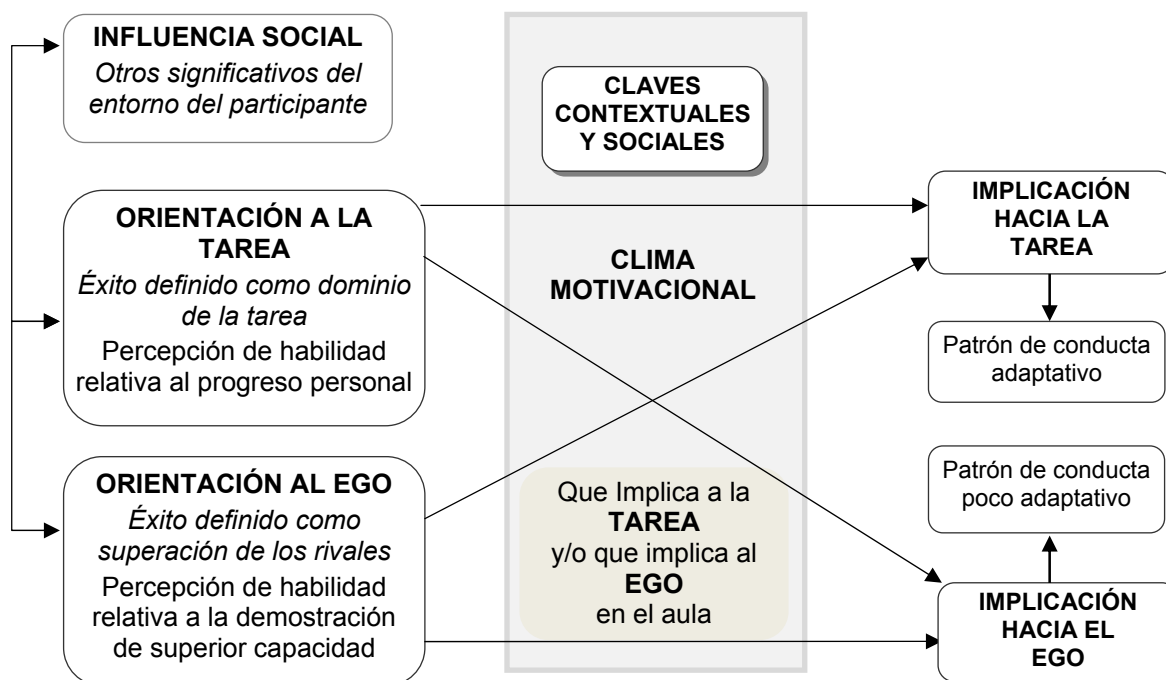 INFLUENCIA SOCIAL
Otros significativos del
entorno del participante
ORIENTACIÓN A LA
TAREA
Éxito definido como dominio
de la tarea
Percepción de habilidad
relativa al progreso personal
ORIENTACIÓN AL EGO
Éxito definido como
superación de los rivales
Percepción de habilidad
relativa a la demostración
de superior capacidad
CLAVES
CONTEXTUALES
Y SOCIALES
CLIMA
MOTIVACIONAL
Que Implica a la
TAREA
y/o que implica al
EGO
en el aula
IMPLICACIÓN
HACIA LA
TAREA
Patrón de conducta
adaptativo
Patrón de conducta
poco adaptativo
IMPLICACIÓN
HACIA EL
EGO